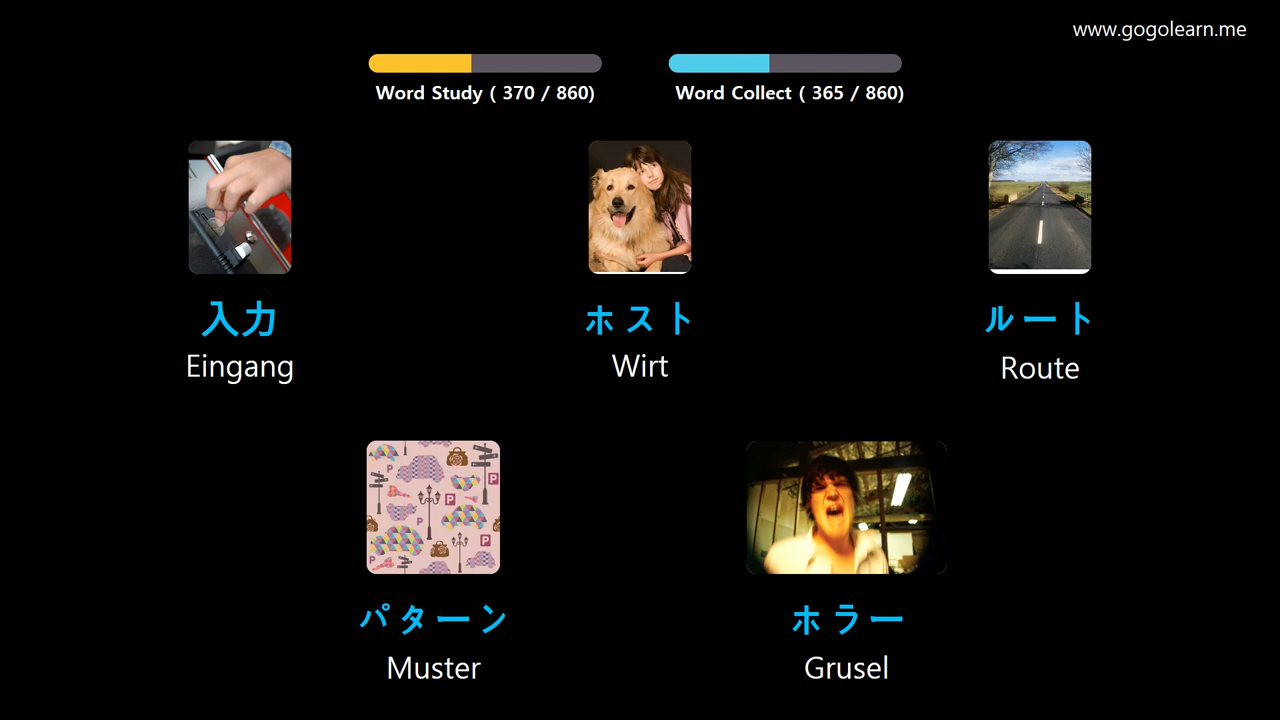 www.gogolearn.me
Word Study ( 370 / 860)
Word Collect ( 365 / 860)
入力
Eingang
ホスト
Wirt
ルート
Route
パターン
Muster
ホラー
Grusel